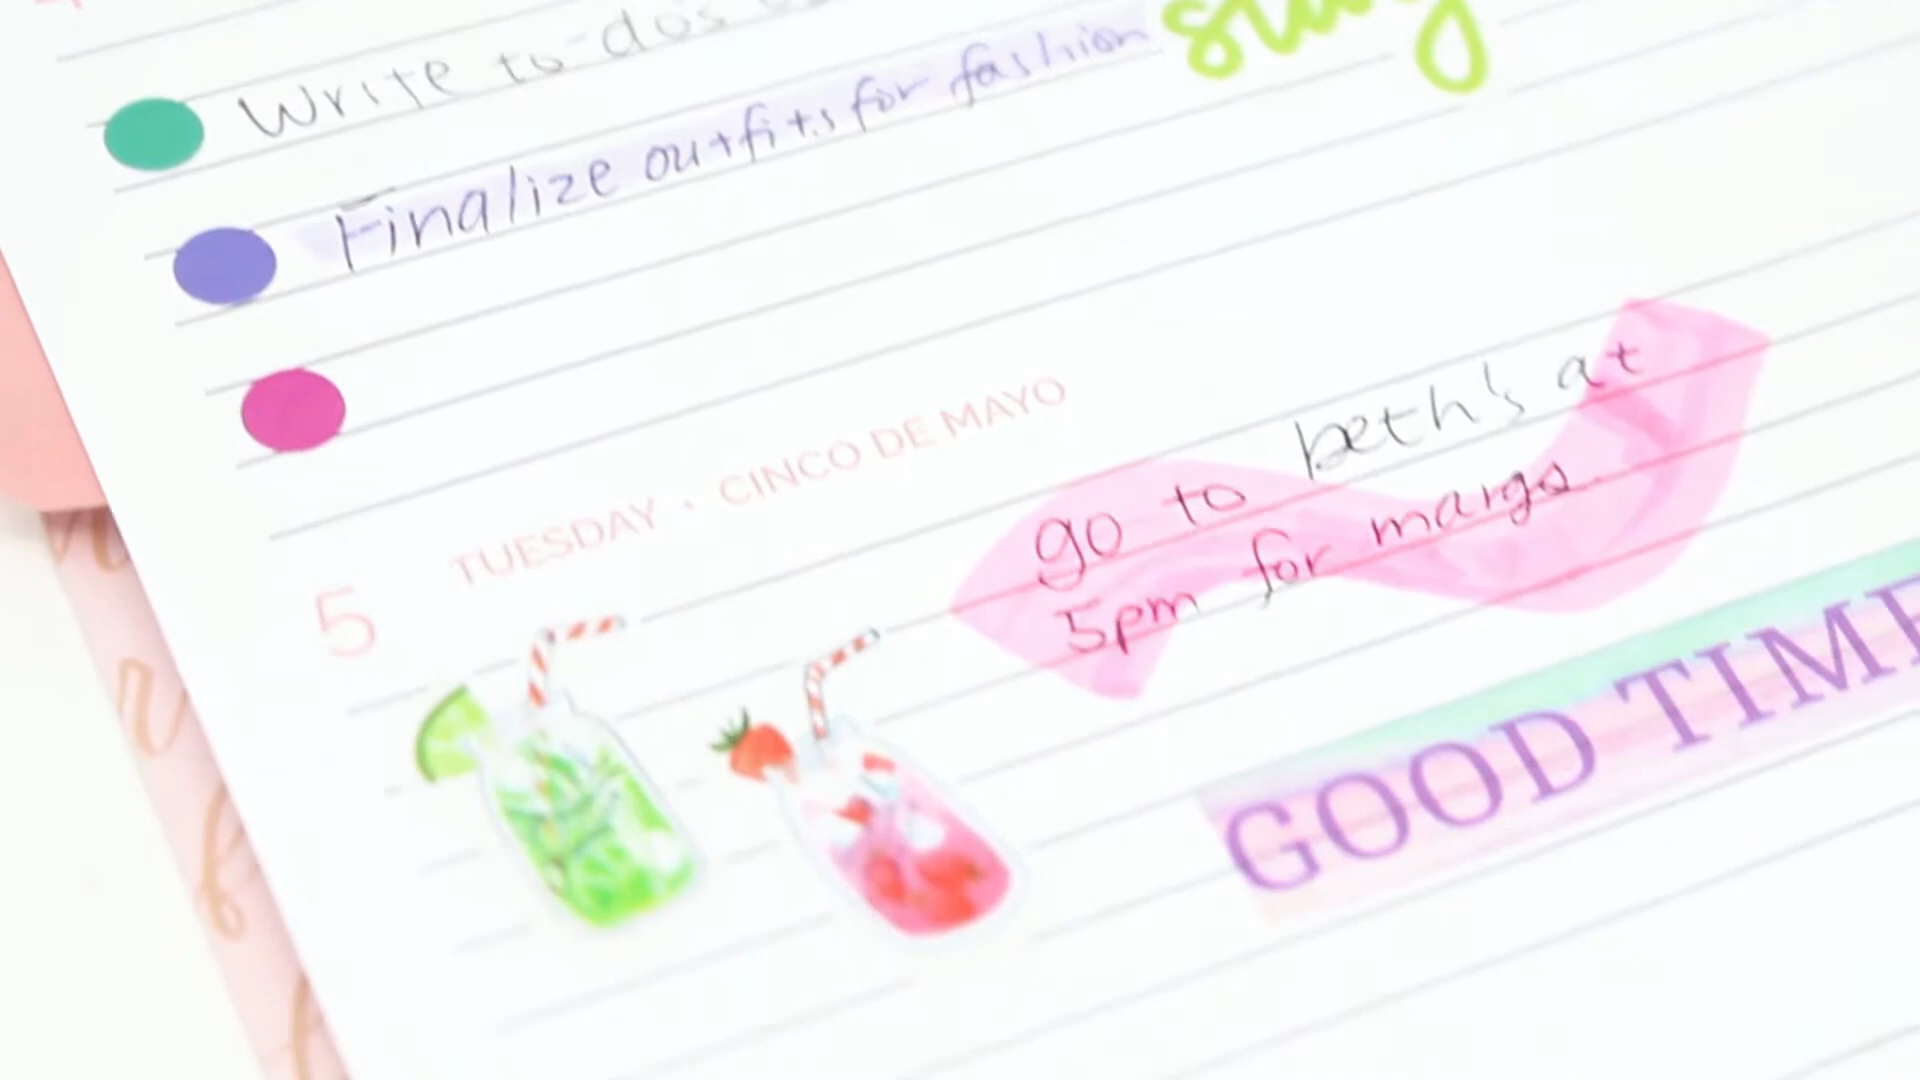 Write to-dos
Finalize outfits for fashion
TUESDAY · CINCO DE MAYO
5
go to beth's at
5pm for margs
GOOD TIME